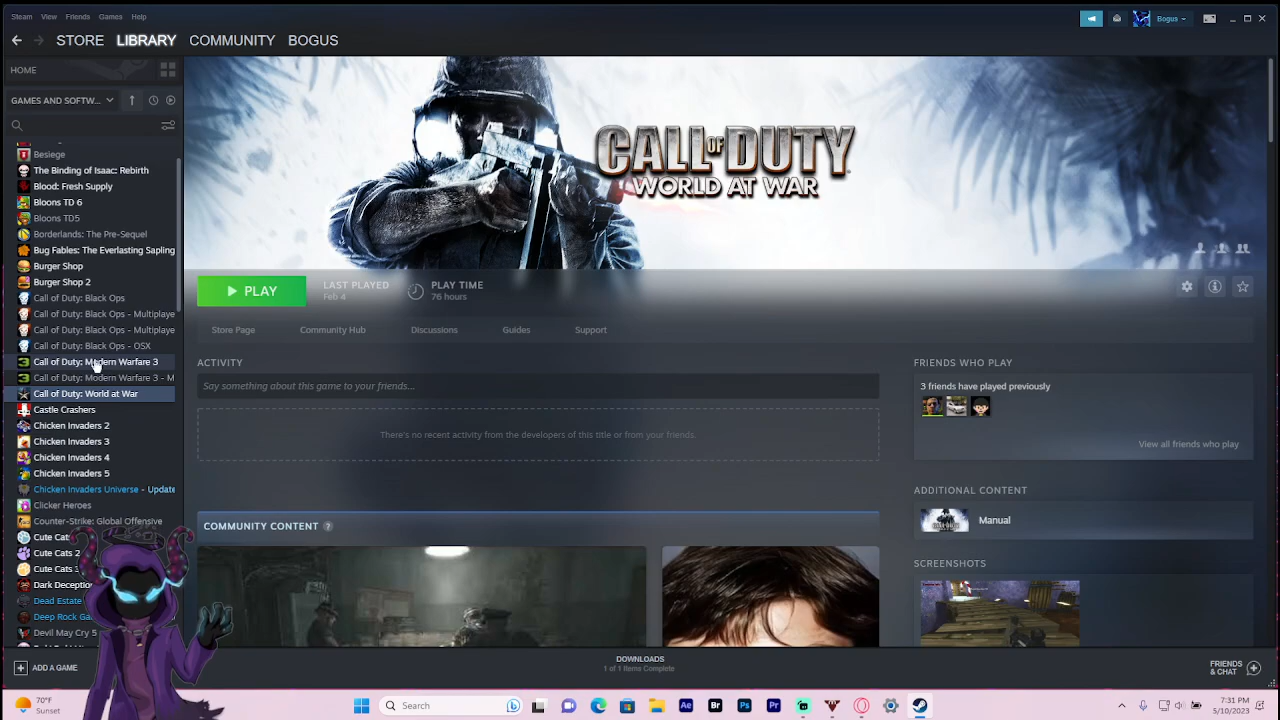 Steam View Friends Games Help
Bogus
STORE LIBRARY COMMUNITY BOGUS
HOME
GAMES AND SOFTW...
Besiege
The Binding of Isaac: Rebirth
Blood: Fresh Supply
Bloons TD 6
Bloons TD5
Borderlands: The Pre-Sequel
Bug Fables: The Everlasting Sapling
Burger Shop
Burger Shop 2
Call of Duty: Black Ops
Call of Duty: Black Ops - Multiplaye
Call of Duty: Black Ops - Multiplaye
Call of Duty: Black Ops - OSX
Call of Duty: Modern Warfare 3
Call of Duty: Modern Warfare 3 - M
Call of Duty: World at War
Castle Crashers
Chicken Invaders 2
Chicken Invaders 3
Chicken Invaders 4
Chicken Invaders 5
Chicken Invaders Universe - Update
Clicker Heroes
Counter-Strike: Global Offensive
Cute Cats
Cute Cats 2
Cute Cats
Dark Deceptio
Dead Estate
Deep Rock Ga
Devil May Cry 5
ADD A GAME
CALL OF DUTY
WORLD AT WAR
PLAY
LAST PLAYED
Feb 4
PLAY TIME
76 hours
Store Page Community Hub Discussions Guides Support
ACTIVITY
Say something about this game to your friends...
There's no recent activity from the developers of this title or from your friends.
COMMUNITY CONTENT ?
FRIENDS WHO PLAY
3 friends have played previously
View all friends who play
ADDITIONAL CONTENT
Manual
SCREENSHOTS
DOWNLOADS
1 of 1 Items Complete
FRIENDS
& CHAT
70°F
Sunset
Search
Ae Br Ps Pr
7:31 PM
5/10/2023